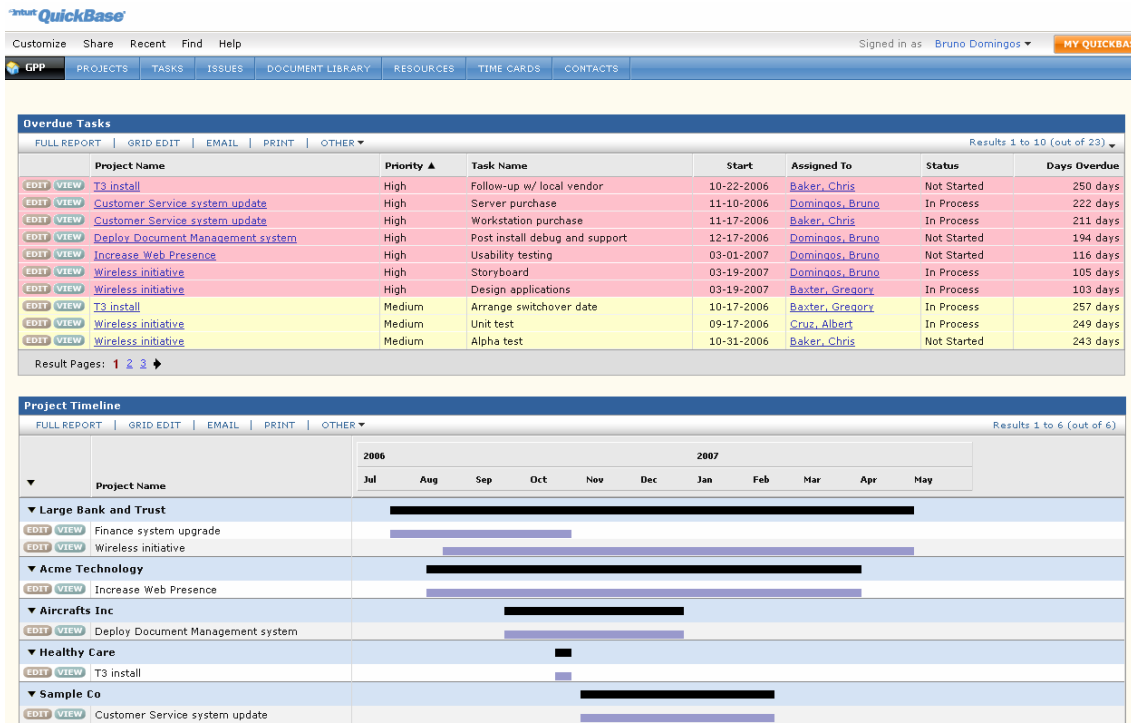 Intuit QuickBase
Customize Share Recent Find Help Signed in as Bruno Domingos ▼ MY QUICKBA
GPP PROJECTS TASKS ISSUES DOCUMENT LIBRARY RESOURCES TIME CARDS CONTACTS
Overdue Tasks
FULL REPORT | GRID EDIT | EMAIL | PRINT | OTHER ▼ Results 1 to 10 (out of 23)
Project Name Priority ▲ Task Name Start Assigned To Status Days Overdue
EDIT VIEW T3 install High Follow-up w/ local vendor 10-22-2006 Baker, Chris Not Started 250 days
EDIT VIEW Customer Service system update High Server purchase 11-10-2006 Domingos, Bruno In Process 222 days
EDIT VIEW Customer Service system update High Workstation purchase 11-17-2006 Baker, Chris In Process 211 days
EDIT VIEW Deploy Document Management system High Post install debug and support 12-17-2006 Domingos, Bruno Not Started 194 days
EDIT VIEW Increase Web Presence High Usability testing 03-01-2007 Domingos, Bruno Not Started 116 days
EDIT VIEW Wireless initiative High Storyboard 03-19-2007 Domingos, Bruno In Process 105 days
EDIT VIEW Wireless initiative High Design applications 03-19-2007 Baxter, Gregory In Process 103 days
EDIT VIEW T3 install Medium Arrange switchover date 10-17-2006 Baxter, Gregory In Process 257 days
EDIT VIEW Wireless initiative Medium Unit test 09-17-2006 Cruz, Albert In Process 249 days
EDIT VIEW Wireless initiative Medium Alpha test 10-31-2006 Baker, Chris Not Started 243 days
Result Pages: 1 2 3
Project Timeline
FULL REPORT | GRID EDIT | EMAIL | PRINT | OTHER ▼ Results 1 to 6 (out of 6)
2006 2007
Jul Aug Sep Oct Nov Dec Jan Feb Mar Apr May
▼ Project Name
▼ Large Bank and Trust
EDIT VIEW Finance system upgrade
EDIT VIEW Wireless initiative
▼ Acme Technology
EDIT VIEW Increase Web Presence
▼ Aircrafts Inc
EDIT VIEW Deploy Document Management system
▼ Healthy Care
EDIT VIEW T3 install
▼ Sample Co
EDIT VIEW Customer Service system update